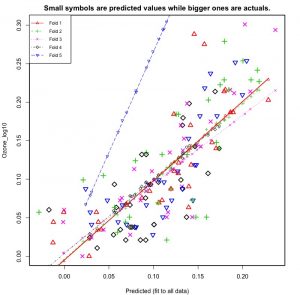 Small symbols are predicted values while bigger ones are actuals.
Fold 1
Fold 2
Fold 3
Fold 4
Fold 5
0.30
0.25
0.20
0.15
0.10
0.05
0.00
Ozone_log10
0.00
0.05
0.10
0.15
0.20
Predicted (fit to all data)